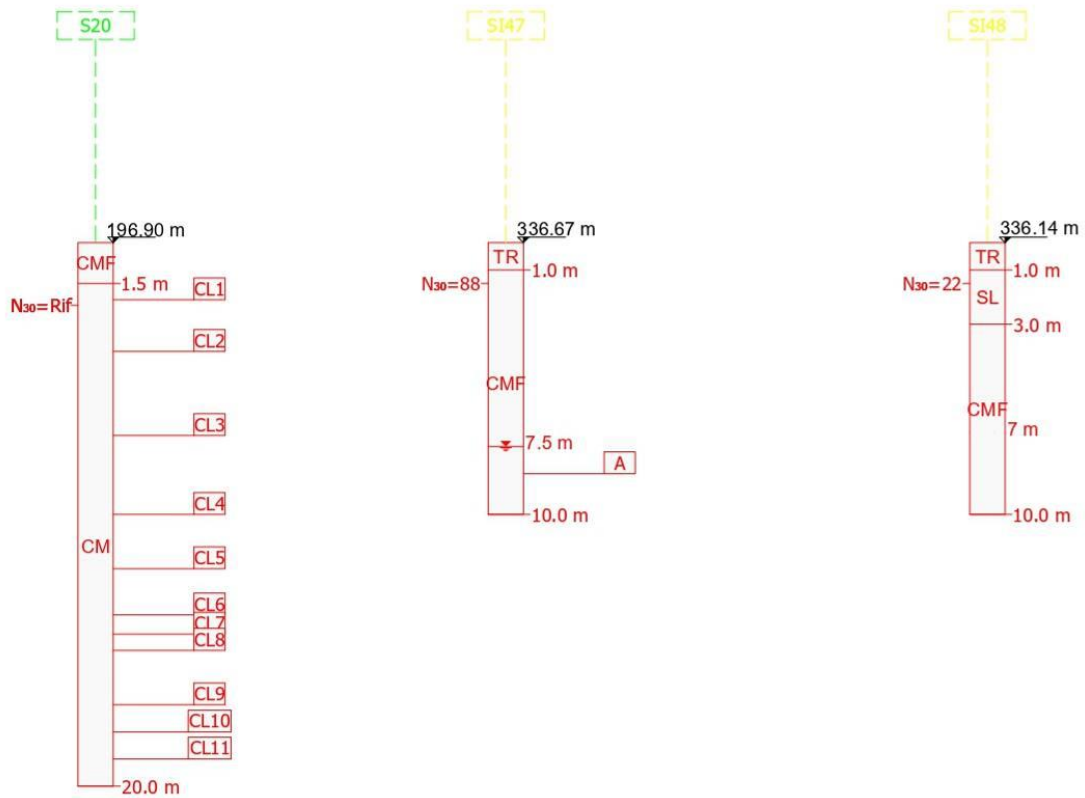 S20
196.90 m
CMF
1.5 m
N₃₀=Rif
CL1
CL2
CL3
CL4
CM
CL5
CL6
CL7
CL8
CL9
CL10
CL11
20.0 m
SI47
336.67 m
TR
1.0 m
N₃₀=88
CMF
7.5 m
A
10.0 m
SI48
336.14 m
TR
1.0 m
N₃₀=22
SL
3.0 m
CMF
7 m
10.0 m